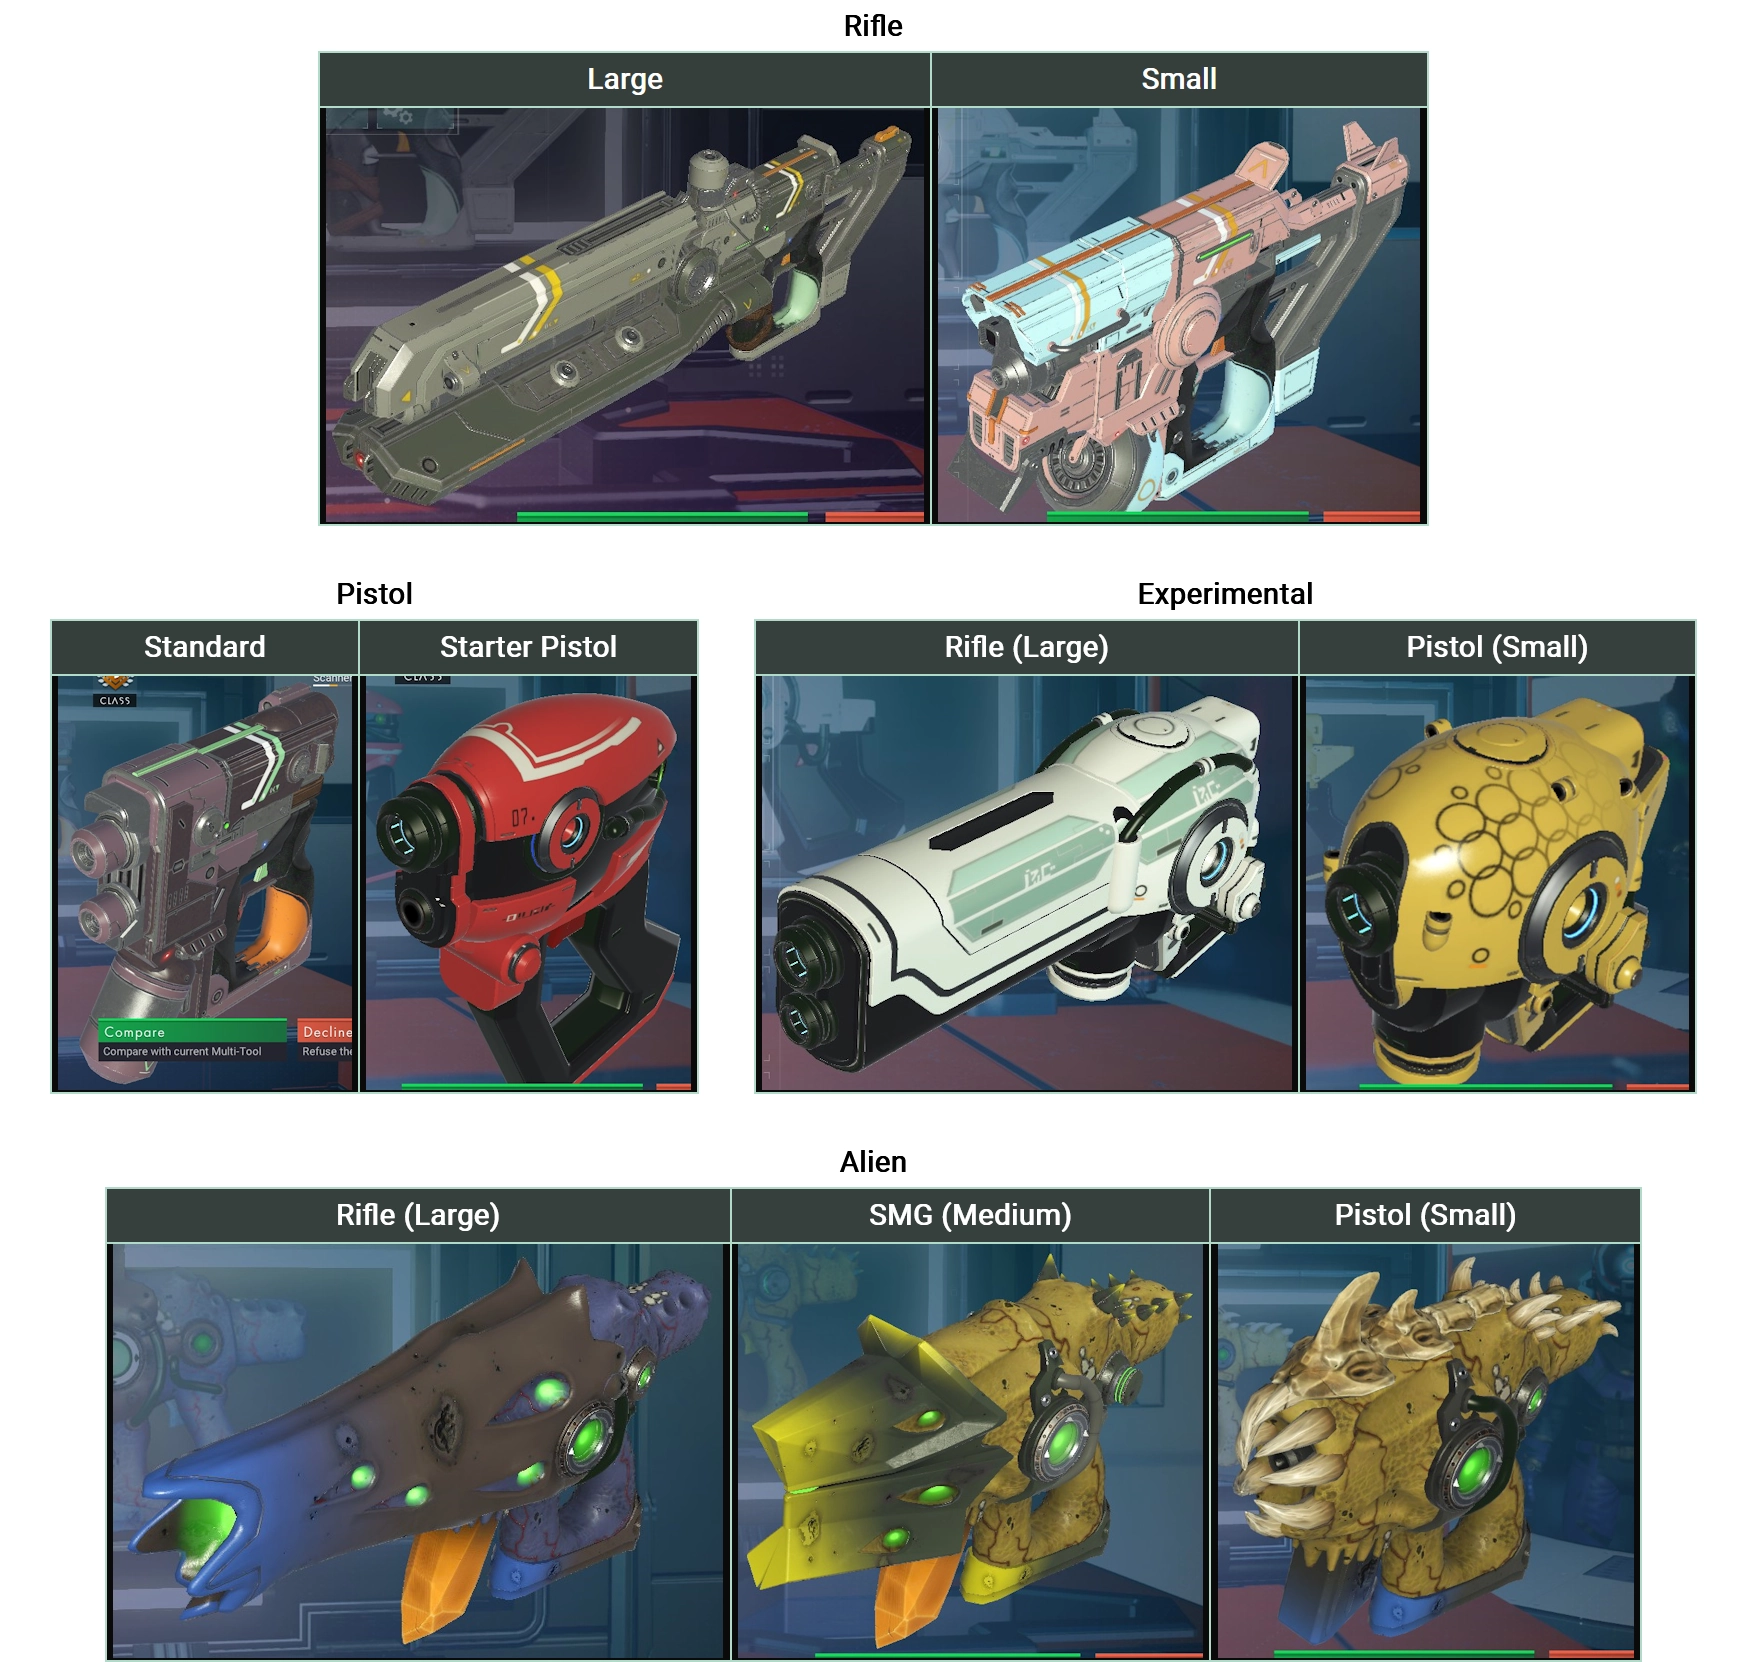 Rifle
Large
Small
Pistol
Experimental
Standard
Starter Pistol
Rifle (Large)
Pistol (Small)
Scanner
CLASS
CLASS
07.
Compare
Decline
Compare with current Multi-Tool
Refuse the
Alien
Rifle (Large)
SMG (Medium)
Pistol (Small)